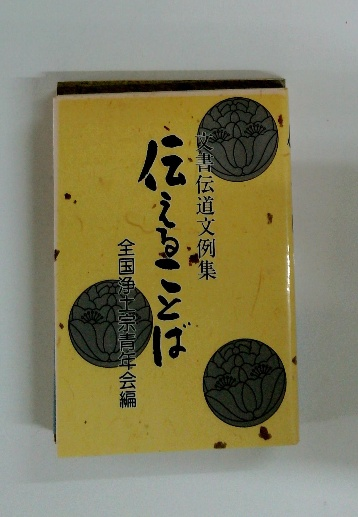 文書伝道文例集
伝えることば
全国浄土宗青年会編